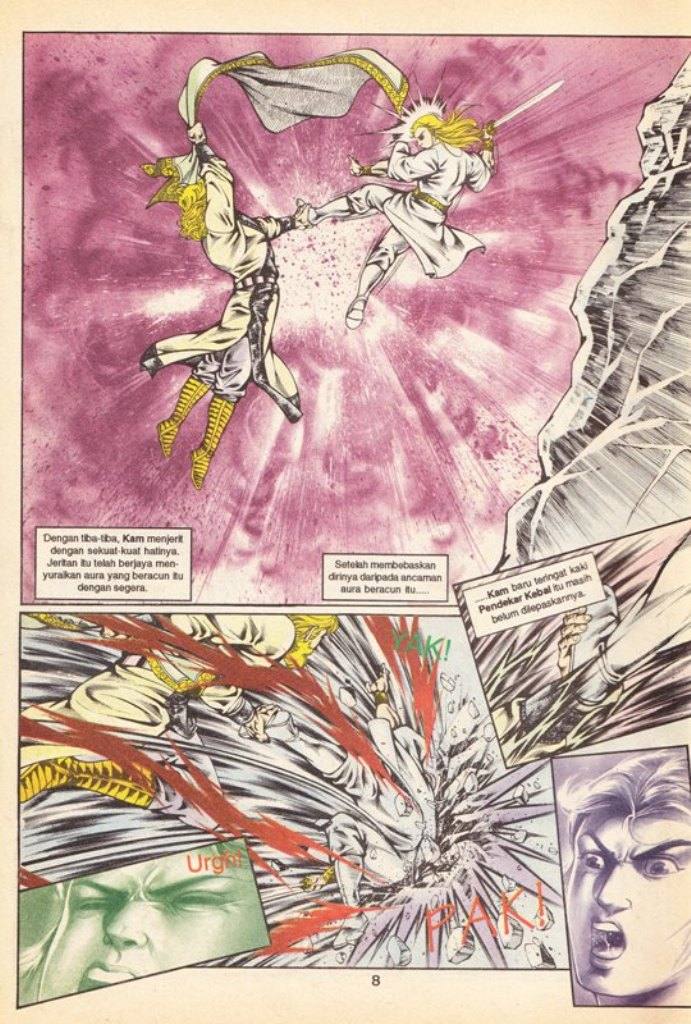 Dengan tiba-tiba, Kam menjerit
dengan sekuat-kuat hatinya.
Jeritan itu telah berjaya men-
yuraikan aura yang beracun itu
dengan segera.
Setelah membebaskan
dirinya daripada ancaman
aura beracun itu.....
....Kam baru teringat kaki
Pendekar Kebal itu masih
belum dilepaskannya.
YAK!
Urgh!
PAK!
8